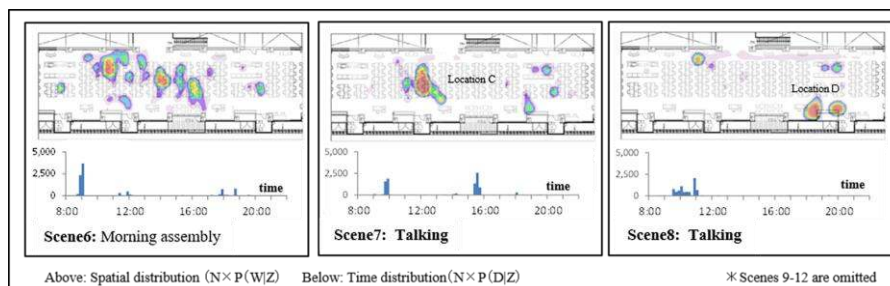 Location C
Location D
5,000
2,500
0
time
8:00 12:00 16:00 20:00
Scene6: Morning assembly
5,000
2,500
0
time
8:00 12:00 16:00 20:00
Scene7: Talking
5,000
2,500
0
time
8:00 12:00 16:00 20:00
Scene8: Talking
Above: Spatial distribution (N×P(W|Z) Below: Time distribution(N×P(D|Z) ＊Scenes 9-12 are omitted